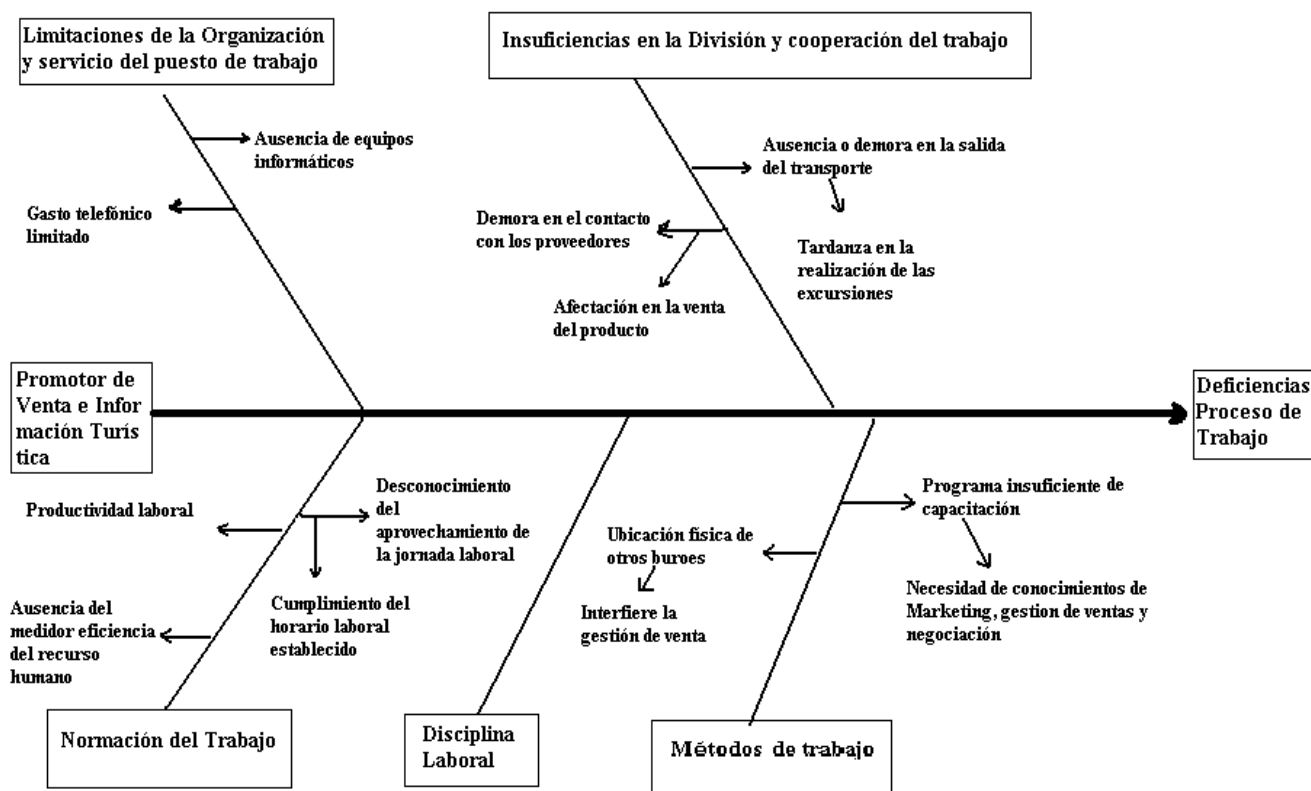 Limitaciones de la Organización
y servicio del puesto de trabajo
Insuficiencias en la División y cooperación del trabajo
Ausencia de equipos
informáticos
Gasto telefónico
limitado
Ausencia o demora en la salida
del transporte
Demora en el contacto
con los proveedores
Tardanza en la
realización de las
excursiones
Afectación en la venta
del producto
Promotor de
Venta e Infor
mación Turís
tica
Deficiencias
Proceso de
Trabajo
Productividad laboral
Desconocimiento
del
aprovechamiento de
la jornada laboral
Ausencia del
medidor eficiencia
del recurso
humano
Cumplimiento del
horario laboral
establecido
Ubicación física de
otros buroes
Interfiere la
gestión de venta
Programa insuficiente de
capacitación
Necesidad de conocimientos de
Marketing, gestion de ventas y
negociación
Normación del Trabajo
Disciplina
Laboral
Métodos de trabajo